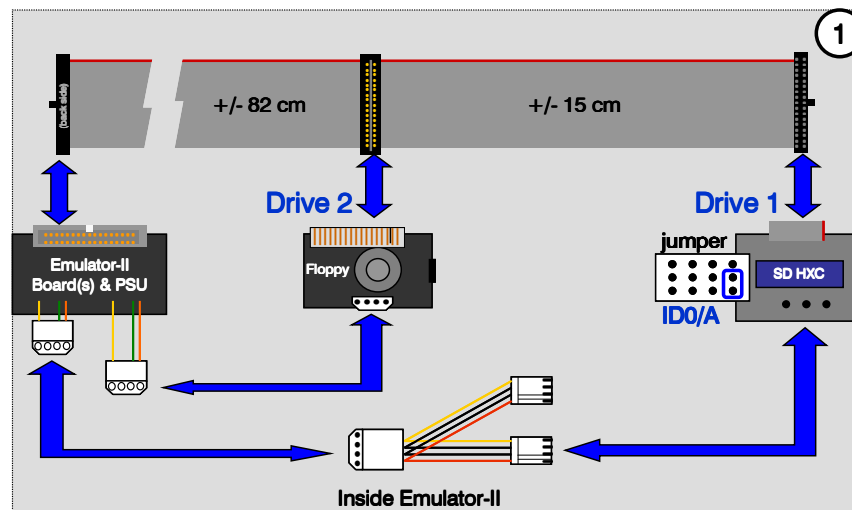 1
(back side)
+/- 82 cm
+/- 15 cm
Drive 2
Drive 1
jumper
Emulator-II
Board(s) & PSU
Floppy
SD HXC
ID0/A
Inside Emulator-II